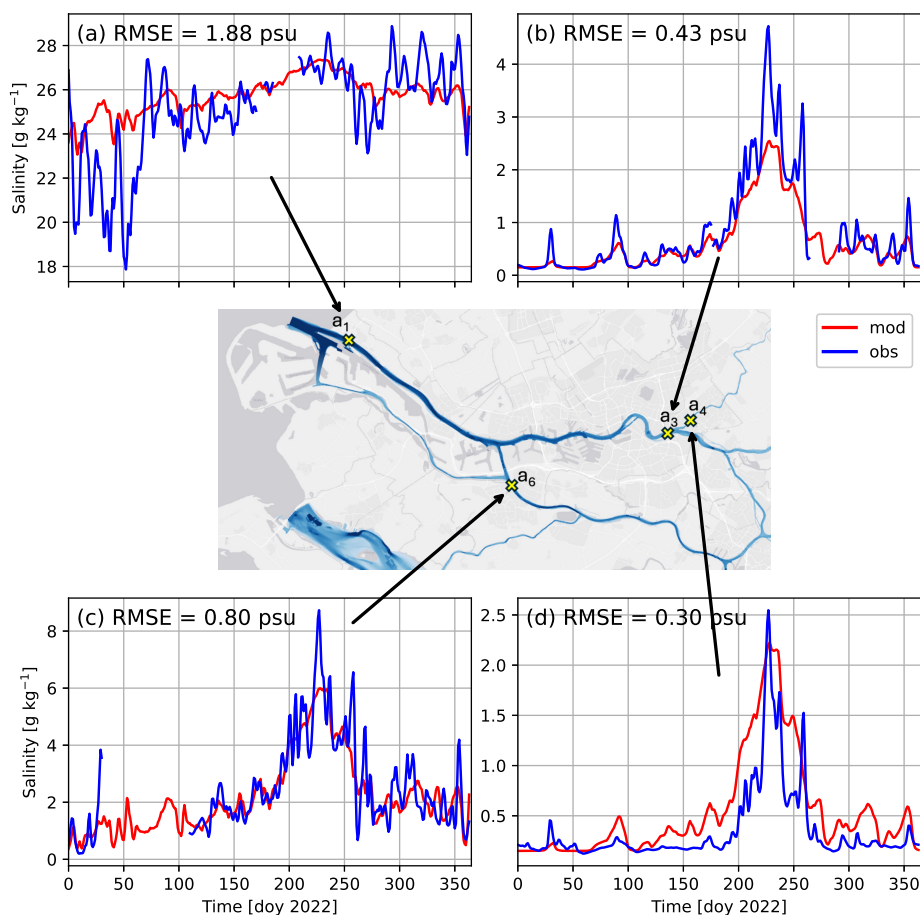 (a) RMSE = 1.88 psu
Salinity [g kg⁻¹]
28
26
24
22
20
18
(b) RMSE = 0.43 psu
4
3
2
1
0
a₁
a₃
a₄
a₆
mod
obs
(c) RMSE = 0.80 psu
Salinity [g kg⁻¹]
8
6
4
2
0
0 50 100 150 200 250 300 350
Time [doy 2022]
(d) RMSE = 0.30 psu
2.5
2.0
1.5
1.0
0.5
0 50 100 150 200 250 300 350
Time [doy 2022]